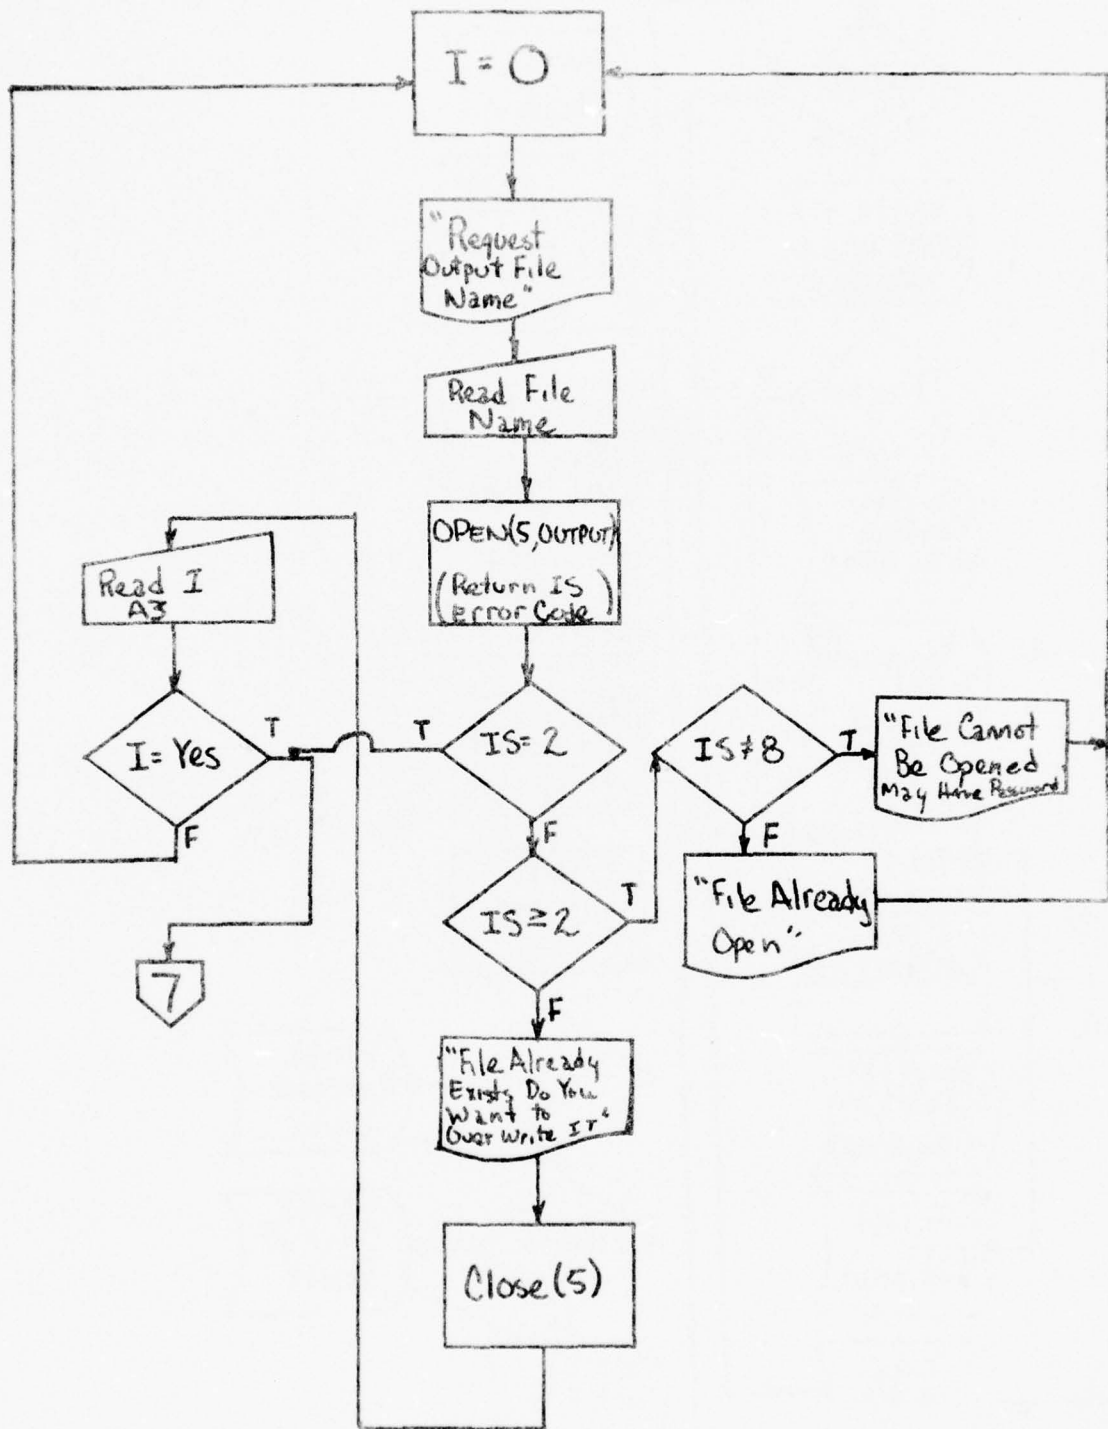 I = O
"Request
Output File
Name"
Read File
Name
OPEN(5,OUTPUT)
(Return IS
Error Code)
Read I
A3
I = Yes
T
F
7
IS = 2
T
F
IS ≥ 2
T
F
IS ≠ 8
T
F
"File Cannot
Be Opened
May Have Password
"File Already
Open"
"File Already
Exists Do You
Want to
Over Write IT"
Close(5)